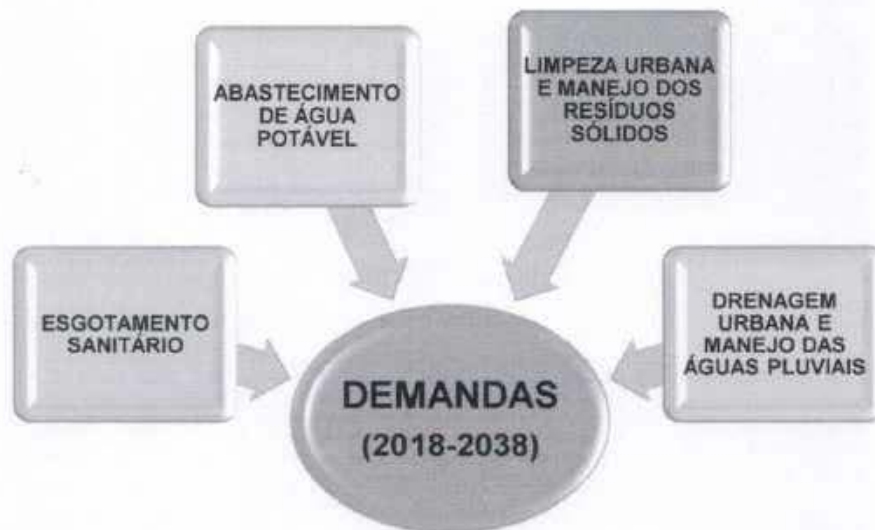 ABASTECIMENTO
DE ÁGUA
POTÁVEL
LIMPEZA URBANA
E MANEJO DOS
RESÍDUOS
SÓLIDOS
ESGOTAMENTO
SANITÁRIO
DRENAGEM
URBANA E
MANEJO DAS
ÁGUAS PLUVIAIS
DEMANDAS
(2018-2038)